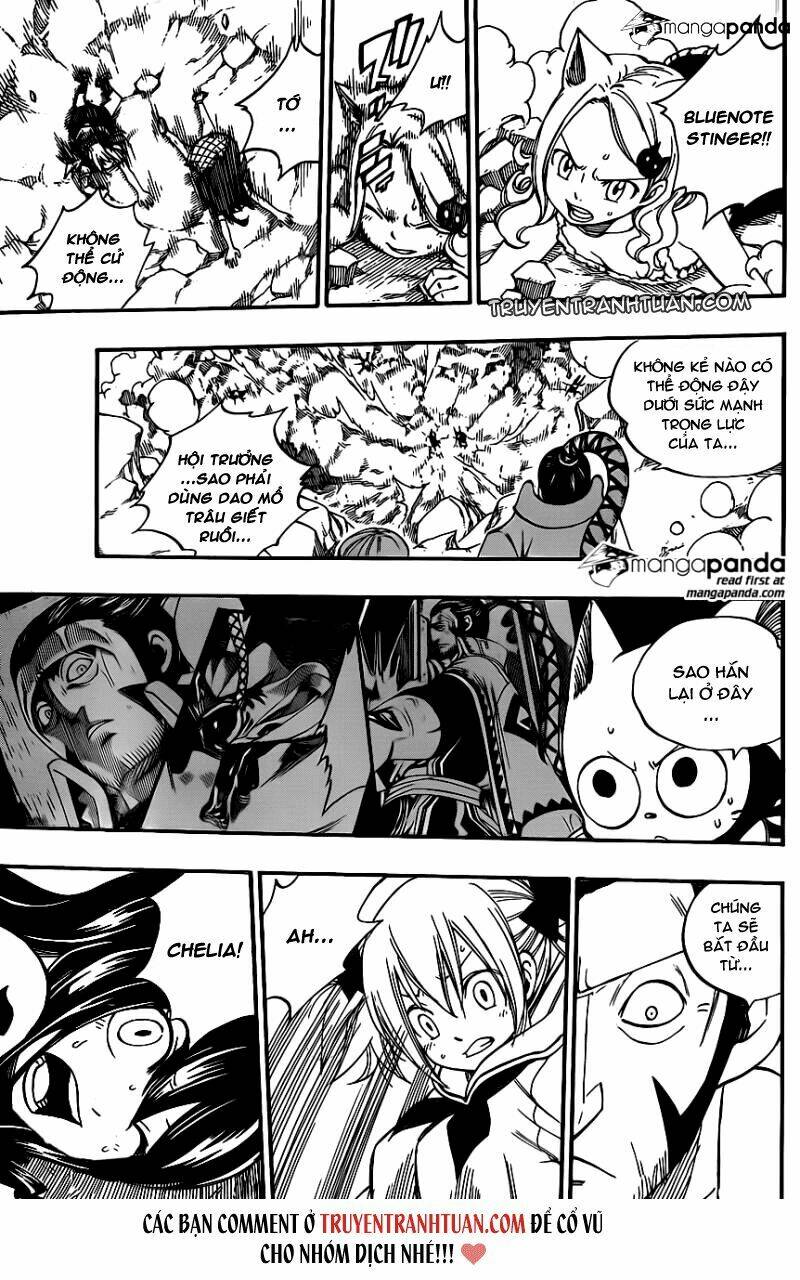 mangapanda
BLUENOTE
STINGER!!
Ư!!
TỚ
...
KHÔNG
THỂ CỬ
ĐỘNG...
TRUYENTRANHTUAN.COM
KHÔNG KẺ NÀO CÓ
THỂ ĐỘNG ĐẬY
DƯỚI SỨC MẠNH
TRỌNG LỰC
CỦA TA...
HỘI TRƯỞNG
...SAO PHẢI
DÙNG DAO MỔ
TRÂU GIẾT
RUỒI...
mangapanda
read first at
mangapanda.com
SAO HẮN
LẠI Ở ĐÂY
...
CHÚNG
TA SẼ
BẮT ĐẦU
TỪ...
AH...
CHELIA!
CÁC BẠN COMMENT Ở TRUYENTRANHTUAN.COM ĐỂ CỔ VŨ
CHO NHÓM DỊCH NHÉ!!!